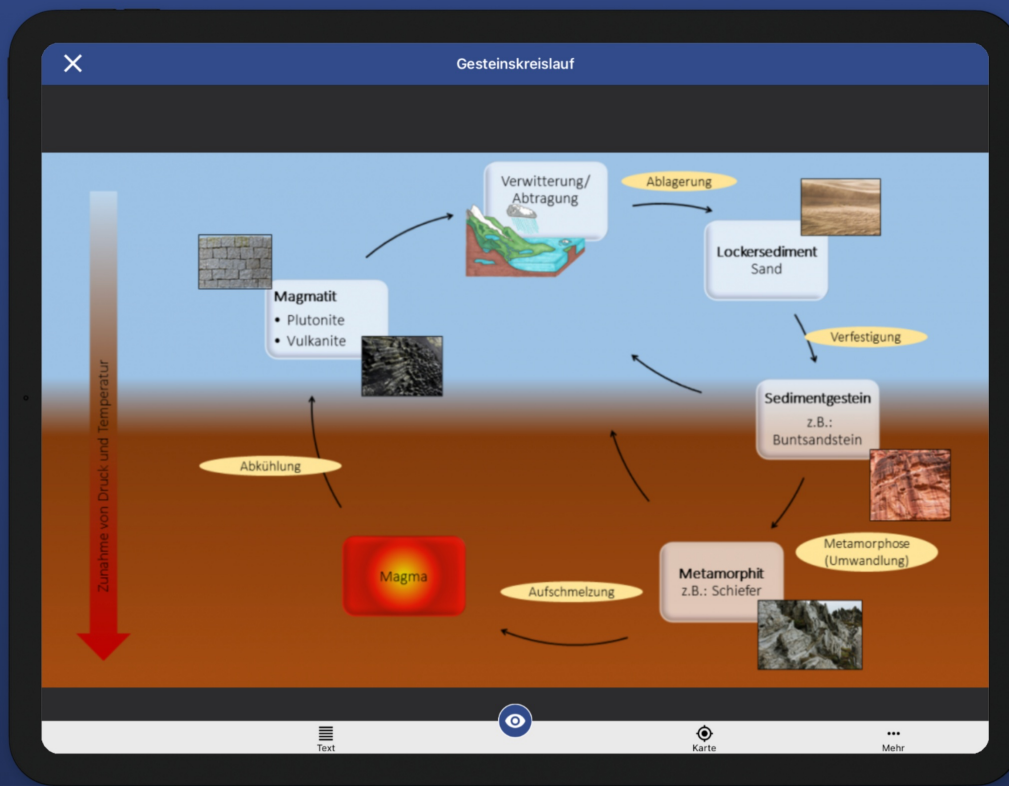 Gesteinskreislauf
Verwitterung/
Abtragung
Ablagerung
Lockersediment
Sand
Magmatit
• Plutonite
• Vulkanite
Verfestigung
Sedimentgestein
z.B.:
Buntsandstein
Zunahme von Druck und Temperatur
Abkühlung
Metamorphose
(Umwandlung)
Magma
Aufschmelzung
Metamorphit
z.B.: Schiefer
Text
Karte
Mehr